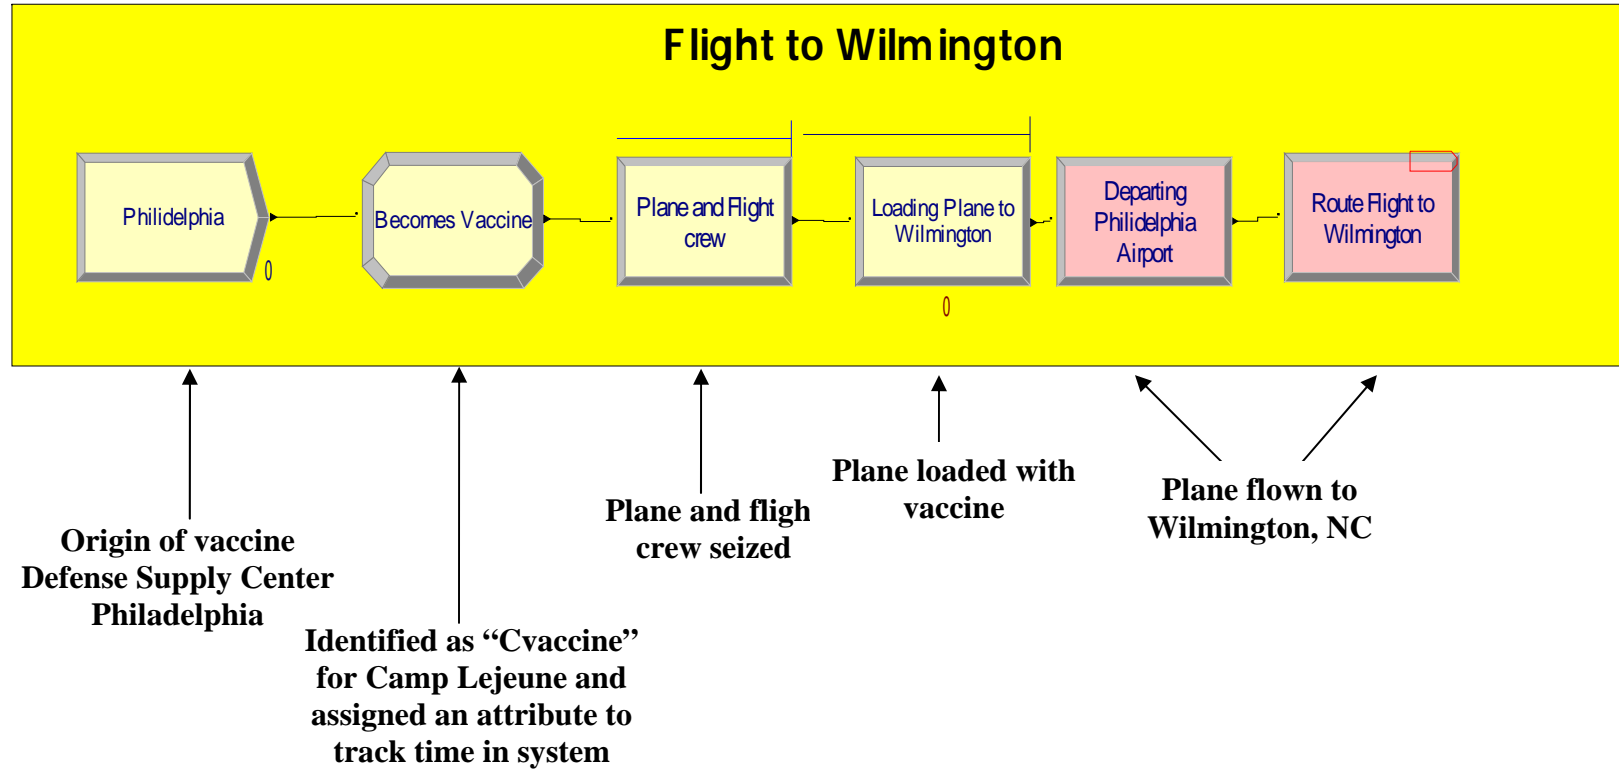 Flight to Wilmington
Philidelphia
Becomes Vaccine
Plane and Flight
crew
Loading Plane to
Wilmington
Departing
Philidelphia
Airport
Route Flight to
Wilmington
0
0
Origin of vaccine
Defense Supply Center
Philadelphia
Identified as “Cvaccine”
for Camp Lejeune and
assigned an attribute to
track time in system
Plane and fligh
crew seized
Plane loaded with
vaccine
Plane flown to
Wilmington, NC